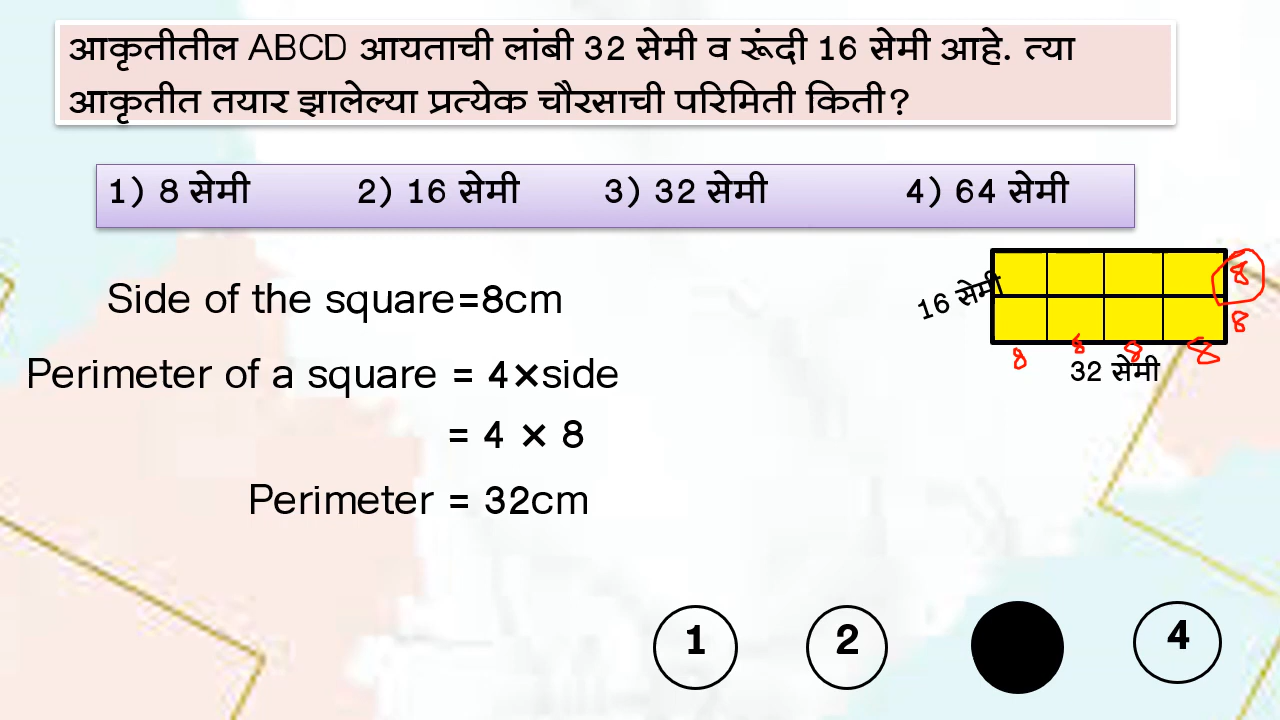 आकृतीतील ABCD आयताची लांबी 32 सेमी व रूंदी 16 सेमी आहे. त्या
आकृतीत तयार झालेल्या प्रत्येक चौरसाची परिमिती किती?
1) 8 सेमी 2) 16 सेमी 3) 32 सेमी 4) 64 सेमी
Side of the square=8cm
16 सेमी
8
8
8 8 8 8
32 सेमी
Perimeter of a square = 4×side
= 4 × 8
Perimeter = 32cm
1 2 4